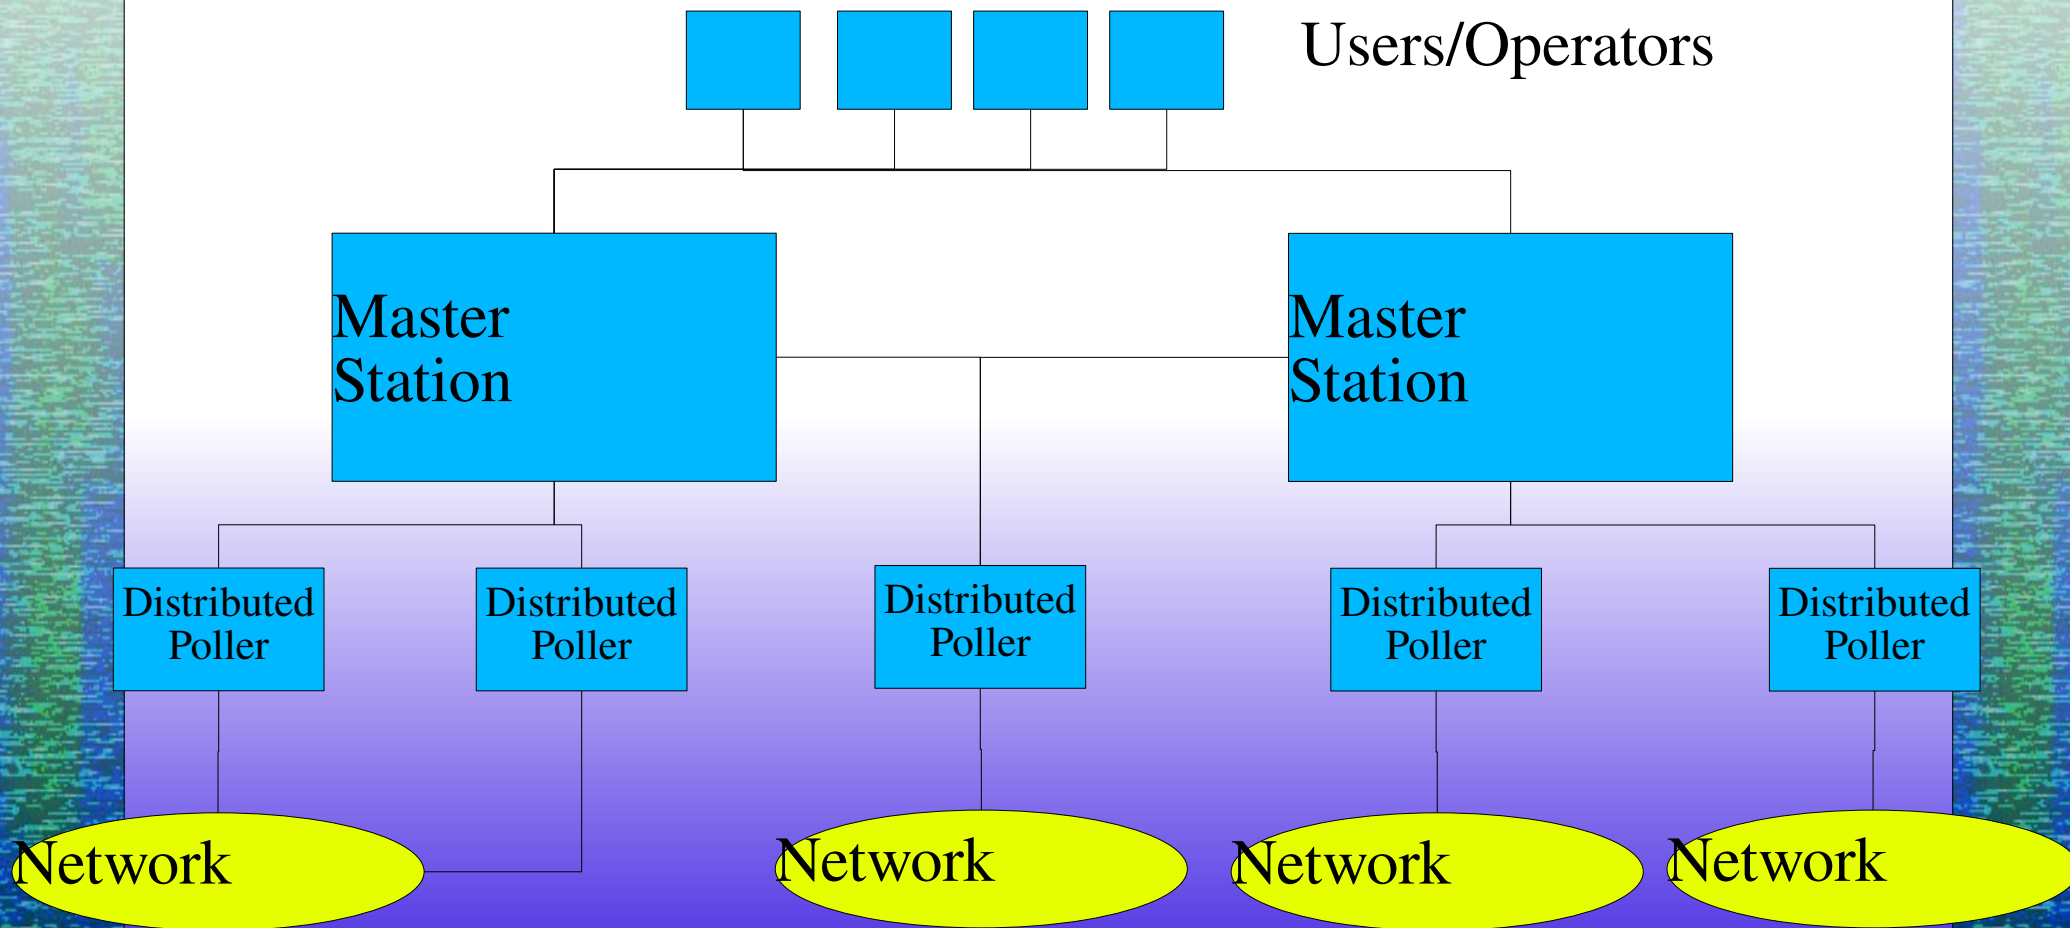 Users/Operators
Master
Station
Master
Station
Distributed
Poller
Distributed
Poller
Distributed
Poller
Distributed
Poller
Distributed
Poller
Network
Network
Network
Network